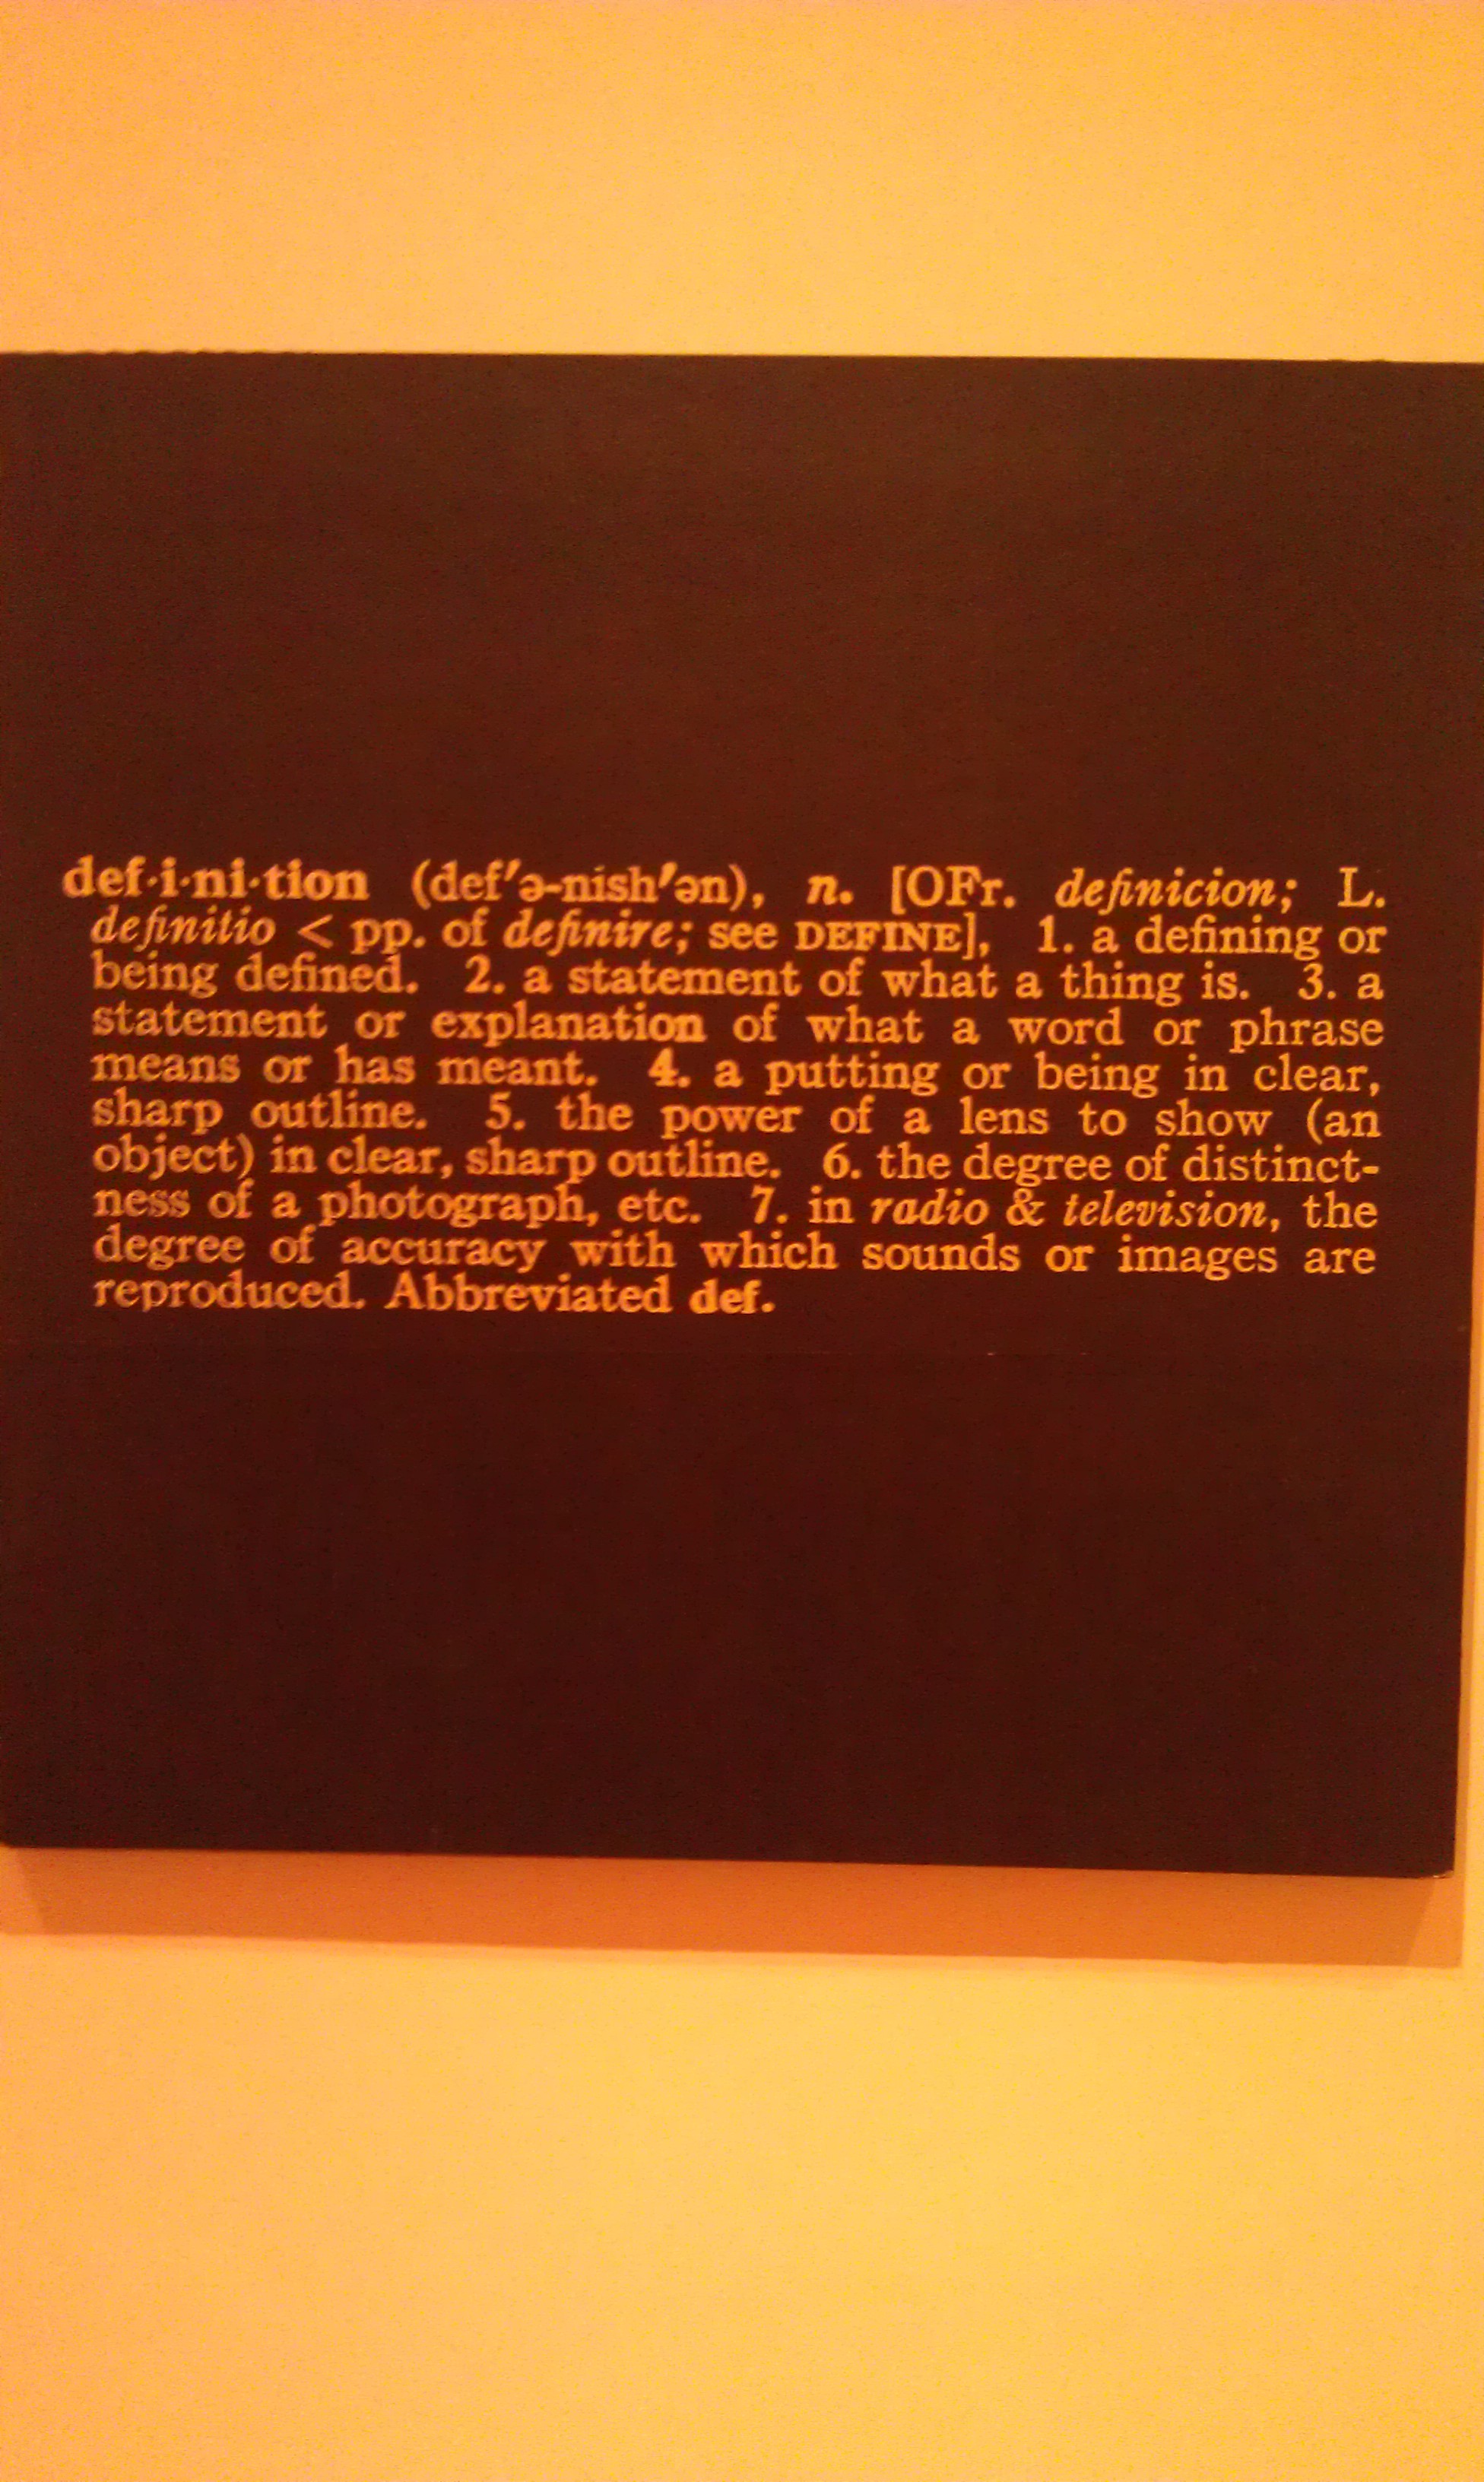 def·i·ni·tion (def′ə-nish′ən), n. [OFr. definicion; L.
definitio < pp. of definire; see DEFINE], 1. a defining or
being defined. 2. a statement of what a thing is. 3. a
statement or explanation of what a word or phrase
means or has meant. 4. a putting or being in clear,
sharp outline. 5. the power of a lens to show (an
object) in clear, sharp outline. 6. the degree of distinct-
ness of a photograph, etc. 7. in radio & television, the
degree of accuracy with which sounds or images are
reproduced. Abbreviated def.